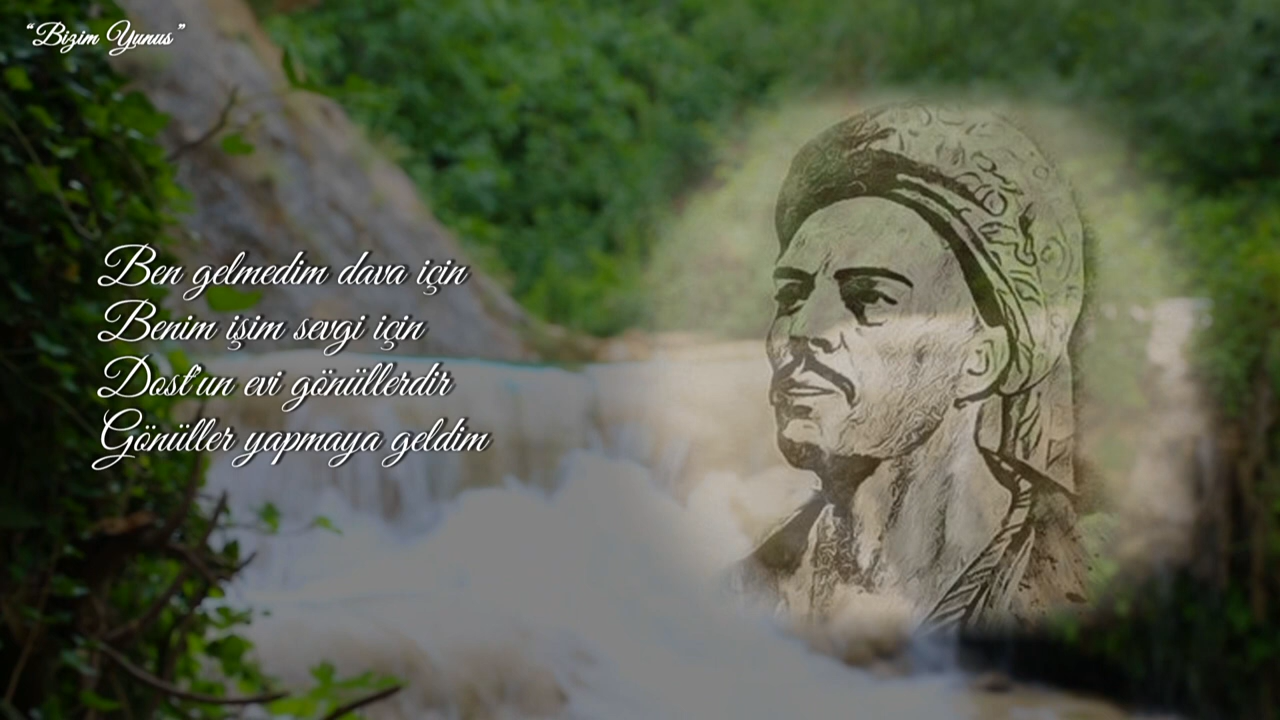 “Bizim Yunus”
Ben gelmedim dava için
Benim işim sevgi için
Dost'un evi gönüllerdir
Gönüller yapmaya geldim